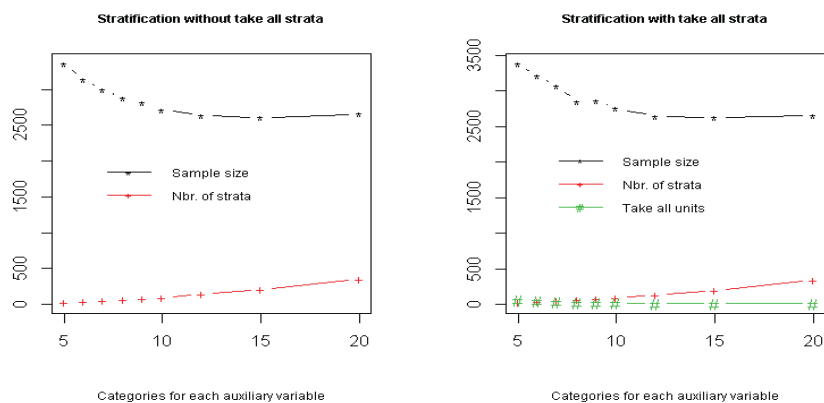 Stratification without take all strata
2500
1500
500
0
Sample size
Nbr. of strata
5
10
15
20
Categories for each auxiliary variable
Stratification with take all strata
3500
2500
1500
500
0
Sample size
Nbr. of strata
Take all units
5
10
15
20
Categories for each auxiliary variable